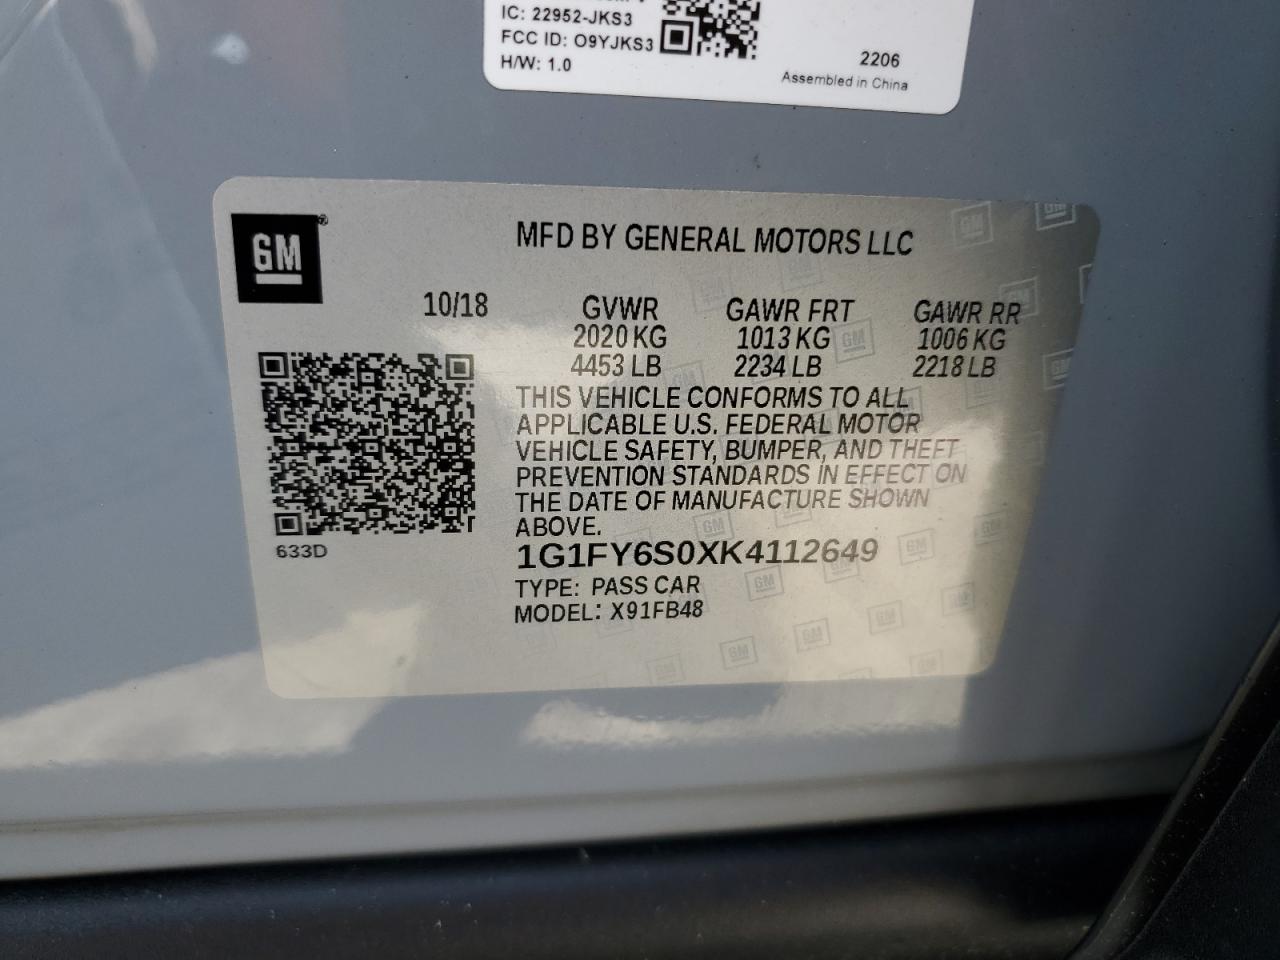 IC: 22952-JKS3
FCC ID: O9YJKS3
H/W: 1.0
2206
Assembled in China
GM
MFD BY GENERAL MOTORS LLC
10/18 GVWR GAWR FRT GAWR RR
2020 KG 1013 KG 1006 KG
4453 LB 2234 LB 2218 LB
THIS VEHICLE CONFORMS TO ALL
APPLICABLE U.S. FEDERAL MOTOR
VEHICLE SAFETY, BUMPER, AND THEFT
PREVENTION STANDARDS IN EFFECT ON
THE DATE OF MANUFACTURE SHOWN
ABOVE.
633D
1G1FY6S0XK4112649
TYPE: PASS CAR
MODEL: X91FB48